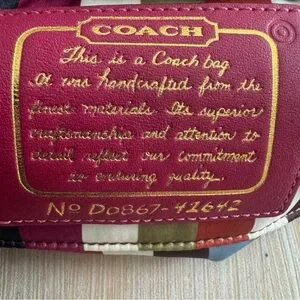 COACH
This is a Coach bag.
It was handcrafted from the
finest materials. Its superior
craftsmanship and attention to
detail reflect our commitment
to enduring quality.
No D0867-42642